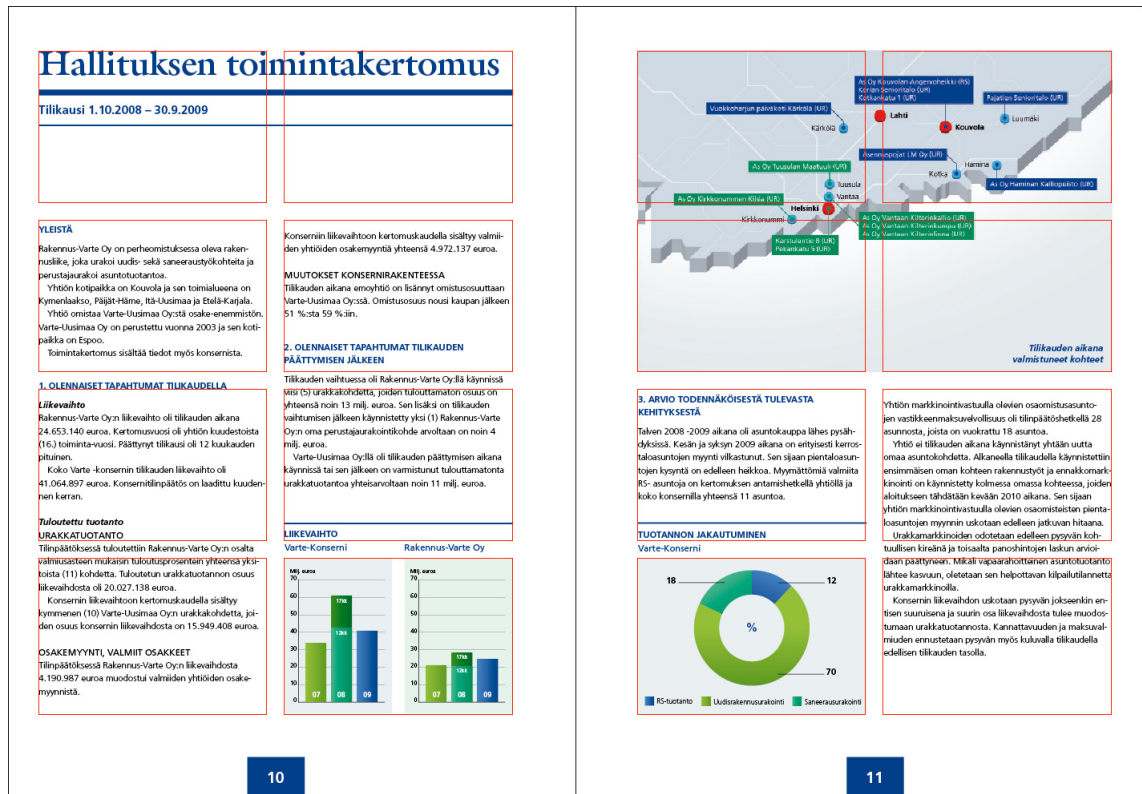 Hallituksen toimintakertomus
Tilikausi 1.10.2008 – 30.9.2009
YLEISTÄ
Rakennus-Varte Oy on perheomistuksessa oleva raken-
nusliike, joka urakoi uudis- sekä saneeraustyökohteita ja
perustajaurakoi asuntotuotantoa.
Yhtiön kotipaikka on Kouvola ja sen toimialueena on
Kymenlaakso, Päijät-Häme, Itä-Uusimaa ja Etelä-Karjala.
Yhtiö omistaa Varte-Uusimaa Oy:stä osake-enemmistön.
Varte-Uusimaa Oy on perustettu vuonna 2003 ja sen koti-
paikka on Espoo.
Toimintakertomus sisältää tiedot myös konsernista.
1. OLENNAISET TAPAHTUMAT TILIKAUDELLA
Liikevaihto
Rakennus-Varte Oy:n liikevaihto oli tilikauden aikana
24.653.140 euroa. Kertomusvuosi oli yhtiön kuudestoista
(16.) toiminta-vuosi. Päättynyt tilikausi oli 12 kuukauden
pituinen.
Koko Varte -konsernin tilikauden liikevaihto oli
41.064.897 euroa. Konsernitilinpäätös on laadittu kuuden-
nen kerran.
Tuloutettu tuotanto
URAKKATUOTANTO
Tilinpäätöksessä tuloutettiin Rakennus-Varte Oy:n osalta
valmiusasteen mukaisin tuloutusprosentein yhteensä yksi-
toista (11) kohdetta. Tuloutetun urakkatuotannon osuus
liikevaihdosta oli 20.027.138 euroa.
Konsernin liikevaihtoon kertomuskaudella sisältyy
kymmenen (10) Varte-Uusimaa Oy:n urakkakohdetta, joi-
den osuus konsernin liikevaihdosta on 15.949.408 euroa.
OSAKEMYYNTI, VALMIIT OSAKKEET
Tilinpäätöksessä Rakennus-Varte Oy:n liikevaihdosta
4.190.987 euroa muodostui valmiiden yhtiöiden osake-
myynnistä.
Konserniin liikevaihtoon kertomuskaudella sisältyy valmii-
den yhtiöiden osakemyyntiä yhteensä 4.972.137 euroa.
MUUTOKSET KONSERNIRAKENTEESSA
Tilikauden aikana emoyhtiö on lisännyt omistusosuuttaan
Varte-Uusimaa Oy:ssä. Omistusosuus nousi kaupan jälkeen
51 %:sta 59 %:iin.
2. OLENNAISET TAPAHTUMAT TILIKAUDEN
PÄÄTTYMISEN JÄLKEEN
Tilikauden vaihtuessa oli Rakennus-Varte Oy:llä käynnissä
viisi (5) urakkakohdetta, joiden tulouttamaton osuus on
yhteensä noin 13 milj. euroa. Sen lisäksi on tilikauden
vaihtumisen jälkeen käynnistetty yksi (1) Rakennus-Varte
Oy:n oma perustajaurakointikohde arvoltaan on noin 4
milj. euroa.
Varte-Uusimaa Oy:llä oli tilikauden päättymisen aikana
käynnissä tai sen jälkeen on varmistunut tulouttamatonta
urakkatuotantoa yhteisarvoltaan noin 11 milj. euroa.
LIIKEVAIHTO
Varte-Konserni
Rakennus-Varte Oy
Milj. euroa
70
60
50
40
30
20
10
0
17kk
12kk
07
08
09
Milj. euroa
70
60
50
40
30
20
10
0
17kk
12kk
07
08
09
10
As Oy Kouvolan Angervoheikki (RS)
Korian Senioritalo (UR)
Kotkankatu 1 (UR)
Pajatien Senioritalo (UR)
Vuokkoharjun päiväkoti Kärkölä (UR)
Lahti
Kärkölä
Kouvola
Luumäki
Asennuspojat LM Oy (UR)
Hamina
Kotka
As Oy Haminan Kalliopuisto (UR)
As Oy Tuusulan Maatuuli (UR)
Tuusula
Vantaa
As Oy Kirkkonummen Kilsia (UR)
Helsinki
Kirkkonummi
As Oy Vantaan Kilterinkallio (UR)
As Oy Vantaan Kilterinkumpu (UR)
As Oy Vantaan Kilterinlinna (UR)
Karstulantie 8 (UR)
Petankatu 5 (UR)
Tilikauden aikana
valmistuneet kohteet
3. ARVIO TODENNÄKÖISESTÄ TULEVASTA
KEHITYKSESTÄ
Talven 2008 -2009 aikana oli asuntokauppa lähes pysäh-
dyksissä. Kesän ja syksyn 2009 aikana on erityisesti kerros-
taloasuntojen myynti vilkastunut. Sen sijaan pientaloasun-
tojen kysyntä on edelleen heikkoa. Myymättömiä valmiita
RS- asuntoja on kertomuksen antamishetkellä yhtiöllä ja
koko konsernilla yhteensä 11 asuntoa.
TUOTANNON JAKAUTUMINEN
Varte-Konserni
18
12
%
70
RS-tuotanto
Uudisrakennusurakointi
Saneerausurakointi
Yhtiön markkinointivastuulla olevien osaomistusasunto-
jen vastikkeenmaksuvelvollisuus oli tilinpäätöshetkellä 28
asunnosta, joista on vuokrattu 18 asuntoa.
Yhtiö ei tilikauden aikana käynnistänyt yhtään uutta
omaa asuntokohdetta. Alkaneella tilikaudella käynnistettiin
ensimmäisen oman kohteen rakennustyöt ja ennakkomark-
kinointi on käynnistetty kolmessa omassa kohteessa, joiden
aloitukseen tähdätään kevään 2010 aikana. Sen sijaan
yhtiön markkinointivastuulla olevien osaomisteisten pienta-
loasuntojen myynnin uskotaan edelleen jatkuvan hitaana.
Urakkamarkkinoiden odotetaan edelleen pysyvän koh-
tuullisen kireänä ja toisaalta panoshintojen laskun arvioi-
daan päättyneen. Mikäli vapaarahoitteinen asuntotuotanto
lähtee kasvuun, oletetaan sen helpottavan kilpailutilannetta
urakkamarkkinoilla.
Konsernin liikevaihdon uskotaan pysyvän jokseenkin en-
tisen suuruisena ja suurin osa liikevaihdosta tulee muodos-
tumaan urakkatuotannosta. Kannattavuuden ja maksuval-
miuden ennustetaan pysyvän myös kuluvalla tilikaudella
edellisen tilikauden tasolla.
11